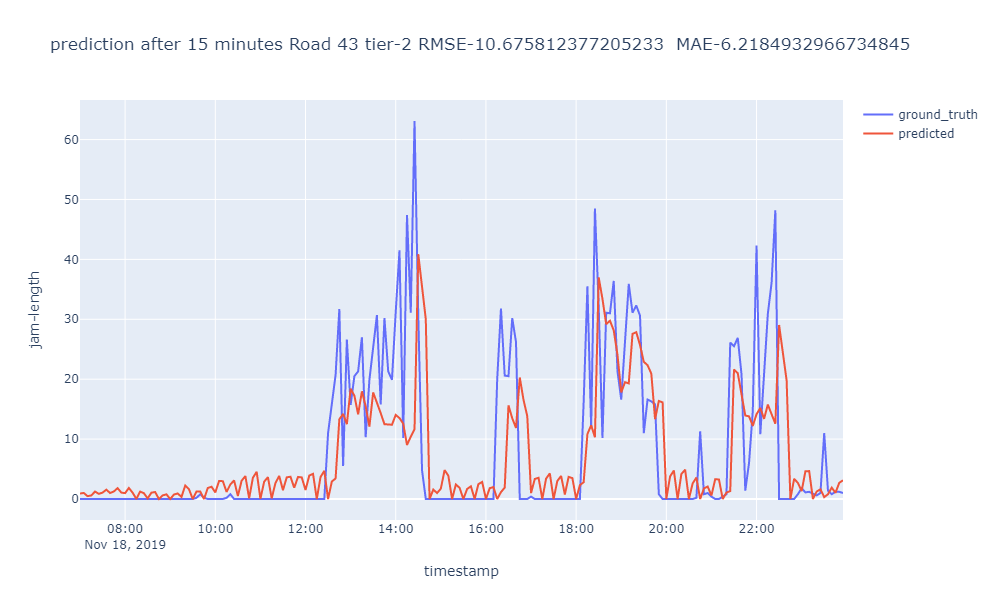 prediction after 15 minutes Road 43 tier-2 RMSE-10.675812377205233  MAE-6.2184932966734845
ground_truth
predicted
60
50
40
30
20
10
0
jam-length
08:00 10:00 12:00 14:00 16:00 18:00 20:00 22:00
Nov 18, 2019
timestamp